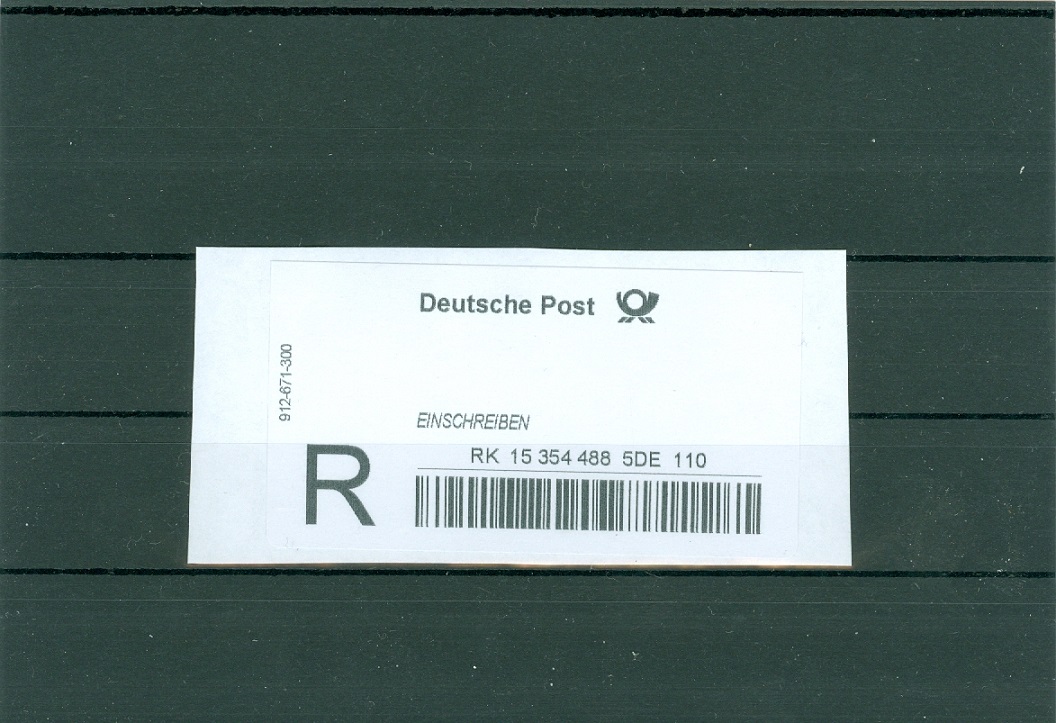 Deutsche Post
912-671-300
EINSCHREIBEN
RK 15 354 488 5DE 110
R